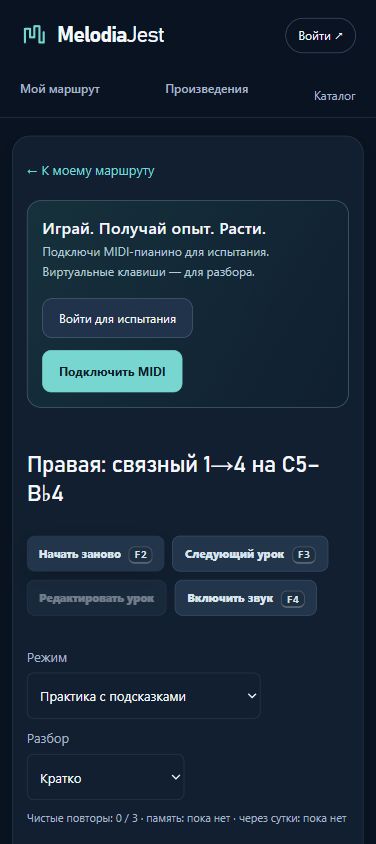 MelodiaJest
Войти ↗
Мой маршрут
Произведения
Каталог
← К моему маршруту
Играй. Получай опыт. Расти.
Подключи MIDI-пианино для испытания.
Виртуальные клавиши — для разбора.
Войти для испытания
Подключить MIDI
Правая: связный 1→4 на C5–
B♭4
Начать заново F2
Следующий урок F3
Редактировать урок
Включить звук F4
Режим
Практика с подсказками
Разбор
Кратко
Чистые повторы: 0 / 3 · память: пока нет · через сутки: пока нет